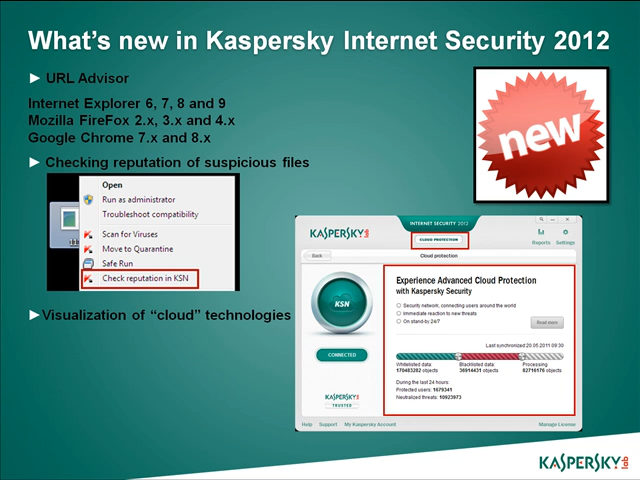 What's new in Kaspersky Internet Security 2012
► URL Advisor
Internet Explorer 6, 7, 8 and 9
Mozilla FireFox 2.x, 3.x and 4.x
Google Chrome 7.x and 8.x
new
► Checking reputation of suspicious files
Open
Run as administrator
Troubleshoot compatibility
Scan for Viruses
Move to Quarantine
Safe Run
Check reputation in KSN
►Visualization of “cloud” technologies
INTERNET SECURITY 2012
KASPERSKY lab
CLOUD PROTECTION
Reports Settings
Back
Cloud protection
KSN
CONNECTED
KASPERSKY
TRUSTED
Experience Advanced Cloud Protection
with Kaspersky Security
Security network, connecting users around the world
Immediate reaction to new threats
On stand-by 24/7
Read more
Last synchronized 20.05.2011 09:30
Whitelisted data: Blacklisted data: Processing:
170483282 objects 36914431 objects 02716176 objects
During the last 24 hours:
Protected users: 1679341
Neutralized threats: 10923973
Help Support My Kaspersky Account Manage License
KASPERSKY lab